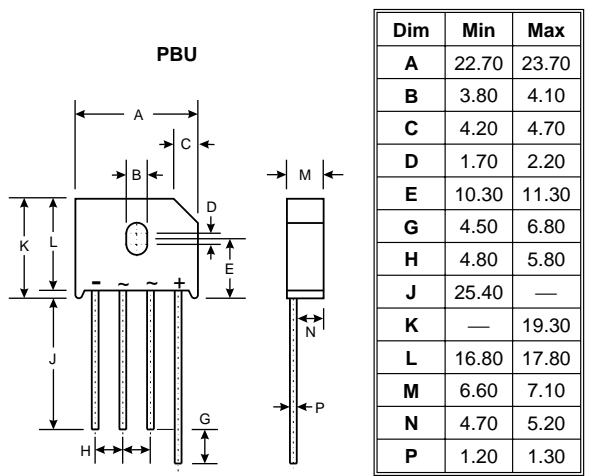 PBU
A
C
B
D
M
K
L
E
- ~ ~ +
N
J
G
P
H
Dim Min Max
A 22.70 23.70
B 3.80 4.10
C 4.20 4.70
D 1.70 2.20
E 10.30 11.30
G 4.50 6.80
H 4.80 5.80
J 25.40 —
K — 19.30
L 16.80 17.80
M 6.60 7.10
N 4.70 5.20
P 1.20 1.30